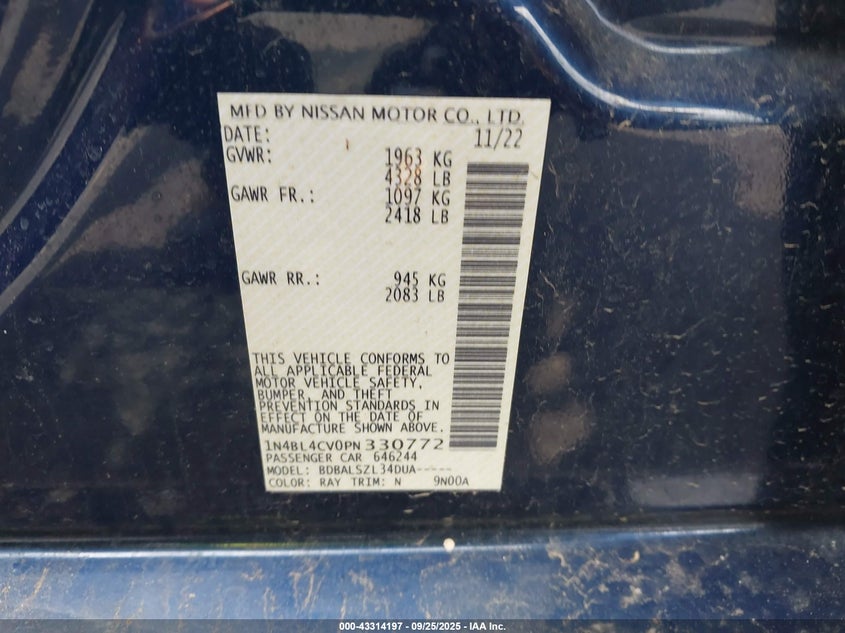 MFD BY NISSAN MOTOR CO., LTD.
DATE: 11/22
GVWR: 1963 KG
4328 LB
GAWR FR.: 1097 KG
2418 LB
GAWR RR.: 945 KG
2083 LB
THIS VEHICLE CONFORMS TO
ALL APPLICABLE FEDERAL
MOTOR VEHICLE SAFETY,
BUMPER, AND THEFT
PREVENTION STANDARDS IN
EFFECT ON THE DATE OF
MANUFACTURE SHOWN ABOVE.
1N4BL4CV0PN330772
PASSENGER CAR 646244
MODEL: BDBALSZL34DUA-----
COLOR: RAY TRIM: N 9N00A
000-43314197 - 09/25/2025 - IAA Inc.